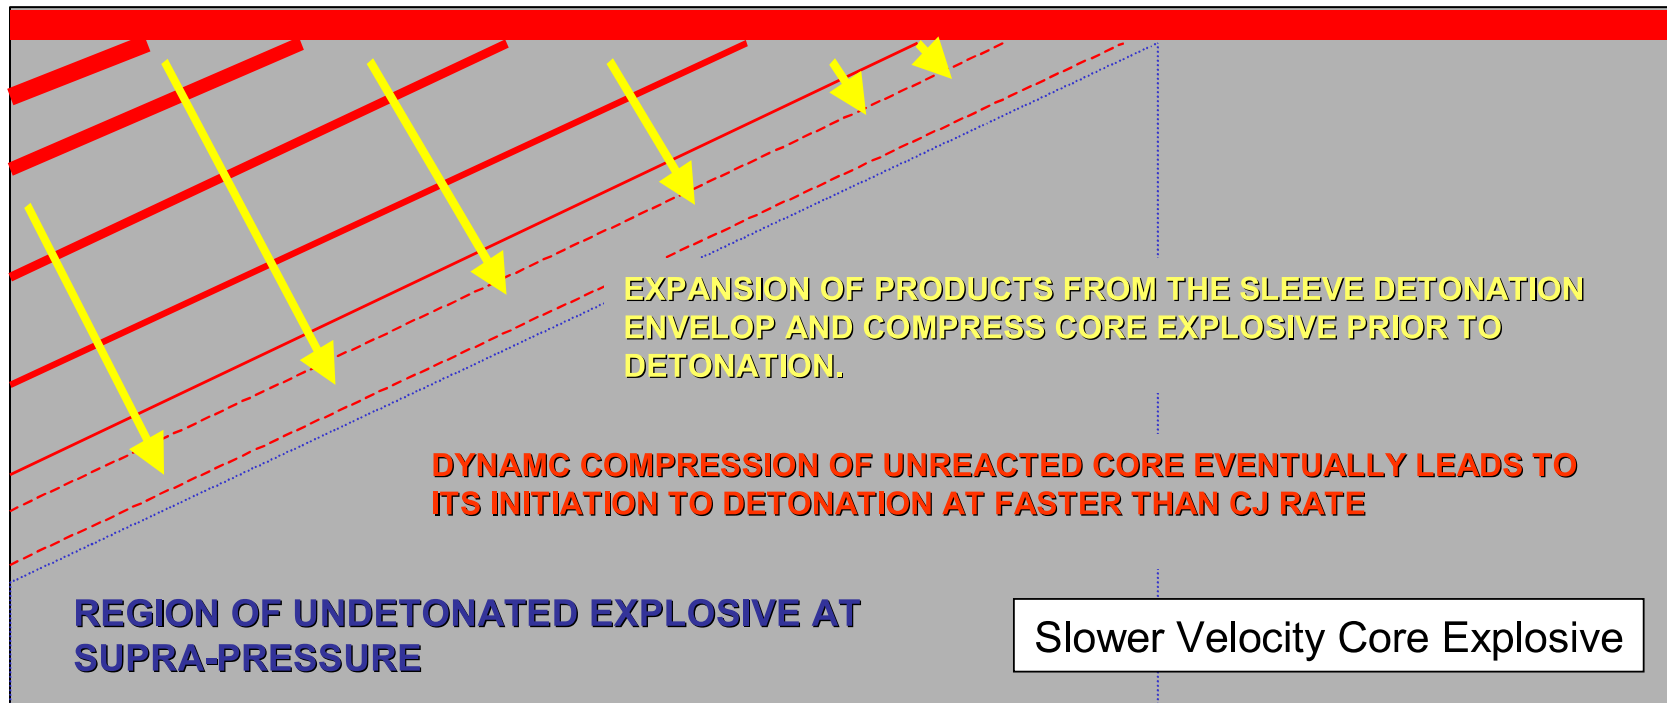 EXPANSION OF PRODUCTS FROM THE SLEEVE DETONATION
ENVELOP AND COMPRESS CORE EXPLOSIVE PRIOR TO
DETONATION.
DYNAMC COMPRESSION OF UNREACTED CORE EVENTUALLY LEADS TO
ITS INITIATION TO DETONATION AT FASTER THAN CJ RATE
REGION OF UNDETONATED EXPLOSIVE AT
SUPRA-PRESSURE
Slower Velocity Core Explosive